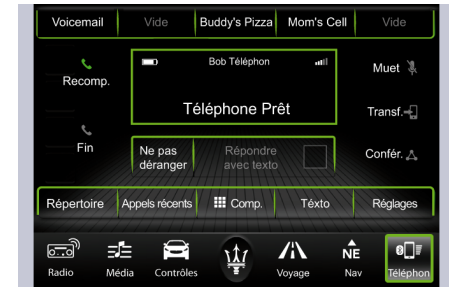 Voicemail Vide Buddy's Pizza Mom's Cell Vide
Bob Téléphon
Recomp. Muet
Téléphone Prêt
Transf.
Fin
Ne pas déranger
Répondre avec texto
Confér.
Répertoire Appels récents Comp. Téxto Réglages
NE
Radio Média Contrôles Voyage Nav Téléphon